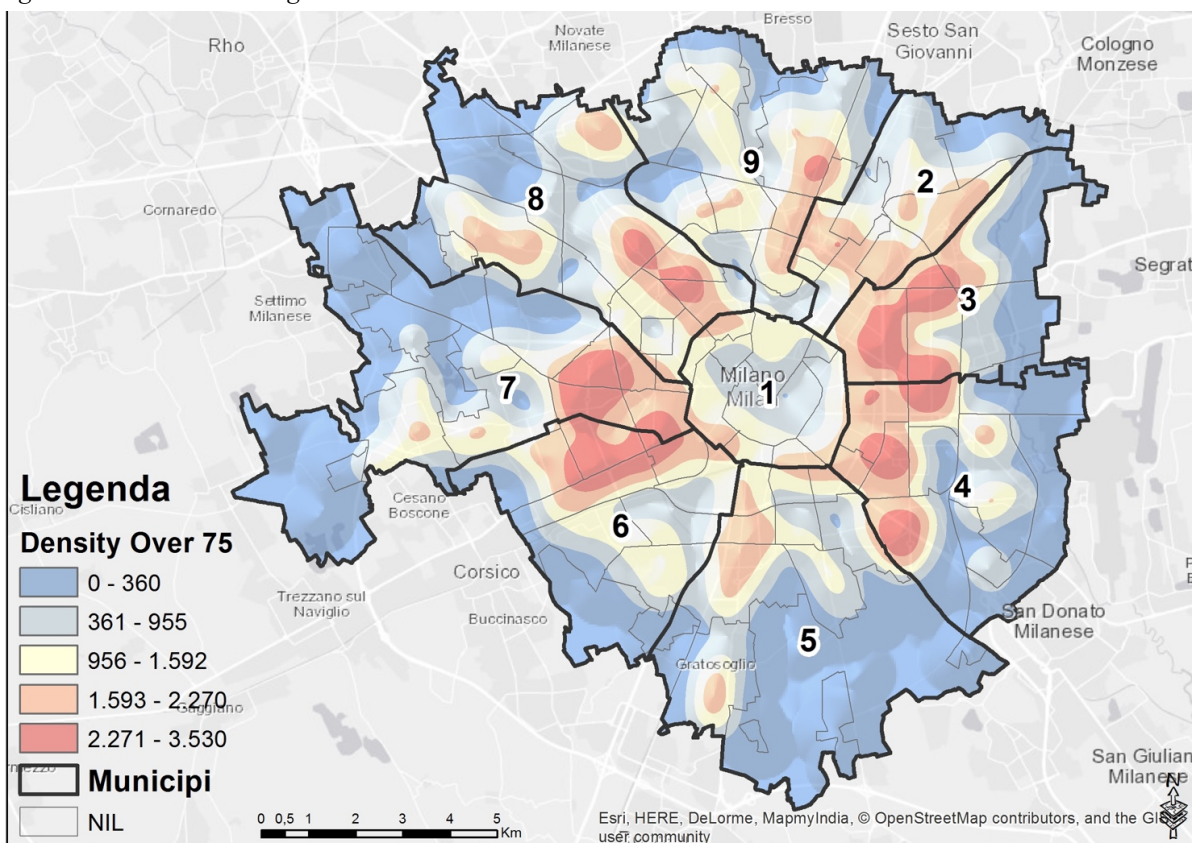 Rho
Novate
Milanese
Bresso
Sesto San
Giovanni
Cologno
Monzese
Cornaredo
9
2
8
Segrat
Settimo
Milanese
3
Milano
Milan
1
7
Legenda
Cisliano
Cesano
Boscone
4
6
Density Over 75
0 - 360
Corsico
361 - 955
Trezzano sul
Naviglio
Buccinasco
San Donato
Milanese
956 - 1.592
5
Gratosoglio
1.593 - 2.270
Gaggiano
2.271 - 3.530
Municipi
San Giulian
Milanese
NIL
N
0 0,5 1 2 3 4 5
Km
Esri, HERE, DeLorme, MapmyIndia, © OpenStreetMap contributors, and the GIS
user community